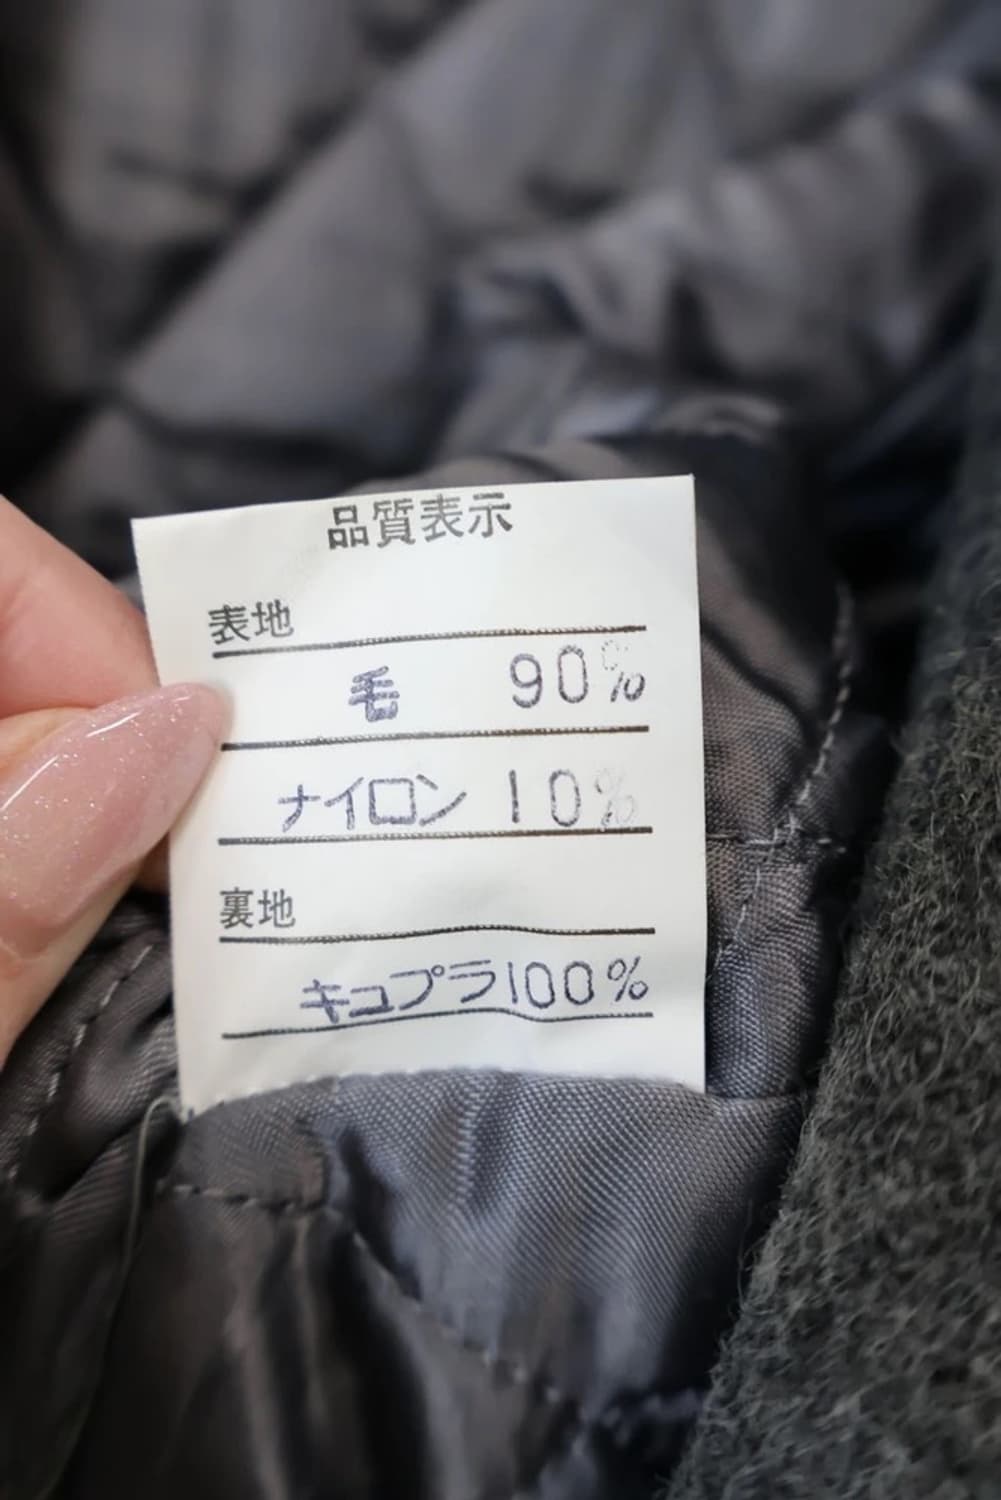 品質表示
表地
毛 90%
ナイロン 10%
裏地
キュプラ100%